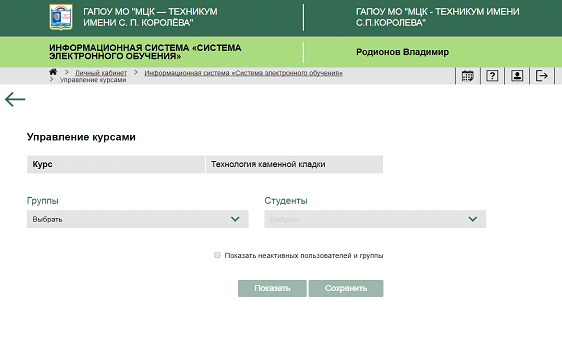 ГАПОУ МО "МЦК — ТЕХНИКУМ
ИМЕНИ С. П. КОРОЛЁВА"
ГАПОУ МО "МЦК - ТЕХНИКУМ ИМЕНИ
С.П.КОРОЛЕВА"
ИНФОРМАЦИОННАЯ СИСТЕМА «СИСТЕМА
ЭЛЕКТРОННОГО ОБУЧЕНИЯ»
Родионов Владимир
Личный кабинет > Информационная система «Система электронного обучения»
> Управление курсами
Управление курсами
Курс Технология каменной кладки
Группы Студенты
Выбрать Выбрать
Показать неактивных пользователей и группы
Показать Сохранить